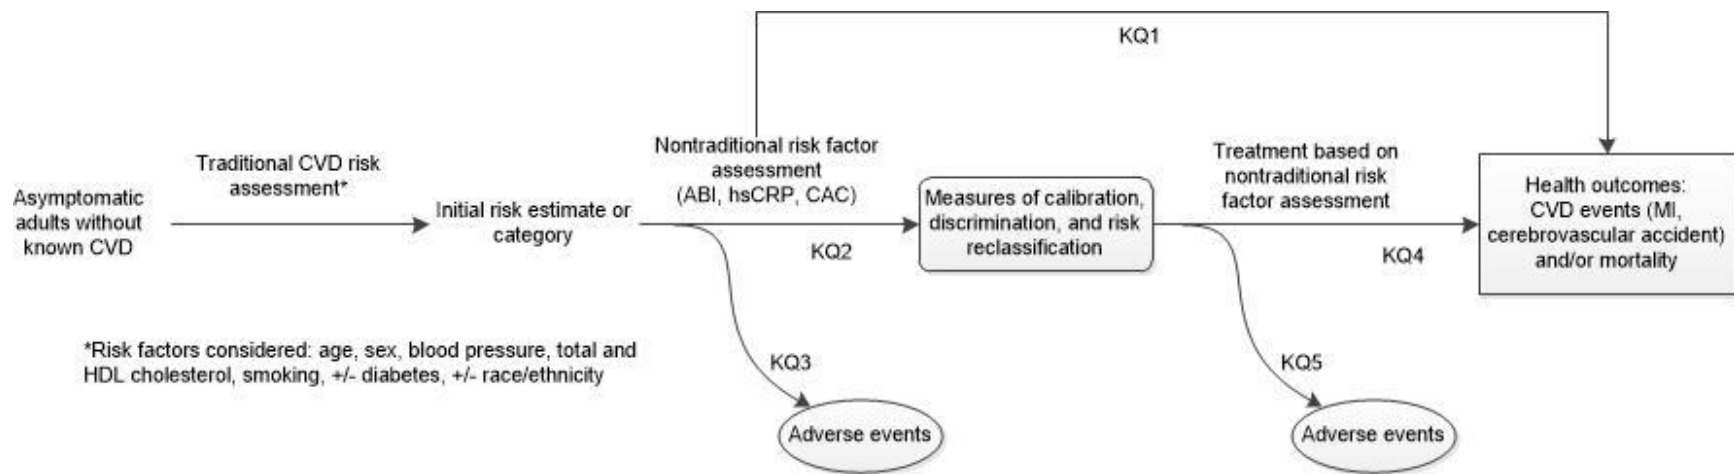 KQ1
Traditional CVD risk
assessment*
Nontraditional risk factor
assessment
(ABI, hsCRP, CAC)
Treatment based on
nontraditional risk
factor assessment
Asymptomatic
adults without
known CVD
Initial risk estimate or
category
Measures of calibration,
discrimination, and risk
reclassification
Health outcomes:
CVD events (MI,
cerebrovascular accident)
and/or mortality
KQ2
KQ4
*Risk factors considered: age, sex, blood pressure, total and
HDL cholesterol, smoking, +/- diabetes, +/- race/ethnicity
KQ3
KQ5
Adverse events
Adverse events